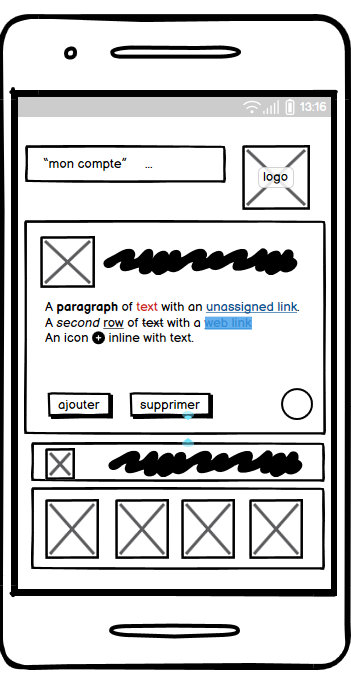 13:16
“mon compte” ...
logo
A paragraph of text with an unassigned link.
A second row of text with a web link
An icon + inline with text.
ajouter
supprimer